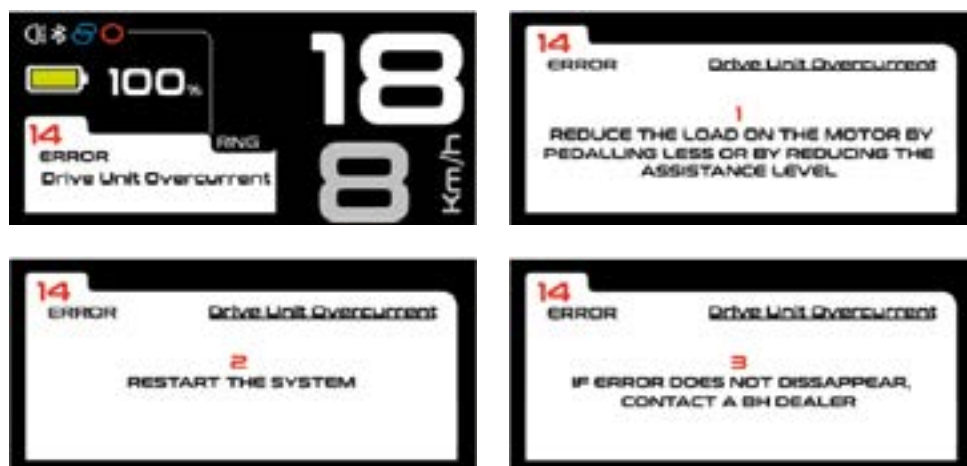 100%
18
8
Km/h
RNG
14
ERROR
Drive Unit Overcurrent
14
ERROR
Drive Unit Overcurrent
1
REDUCE THE LOAD ON THE MOTOR BY
PEDALLING LESS OR BY REDUCING THE
ASSISTANCE LEVEL
14
ERROR
Drive Unit Overcurrent
2
RESTART THE SYSTEM
14
ERROR
Drive Unit Overcurrent
3
IF ERROR DOES NOT DISSAPPEAR,
CONTACT A BH DEALER